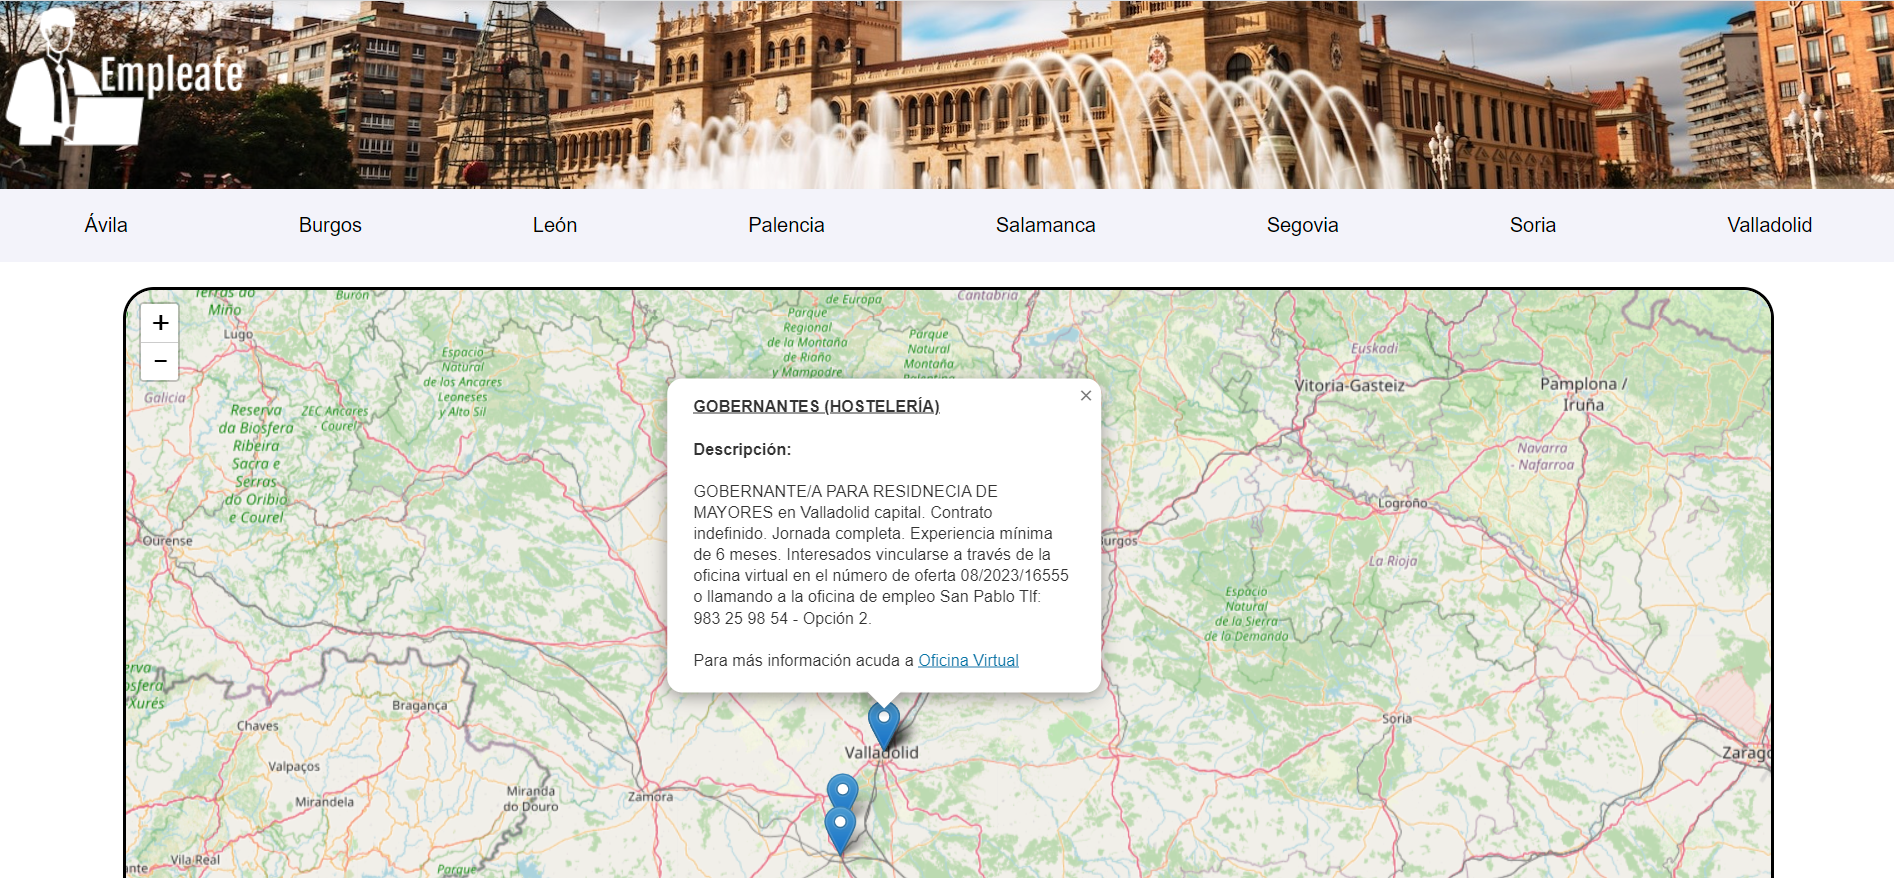 Empleate
Ávila
Burgos
León
Palencia
Salamanca
Segovia
Soria
Valladolid
+
−
Terras do
Miño
Burón
de Europa
Cantabria
Lugo
Parque
Regional
de la Montaña
de Riaño
y Mampodre
Parque
Natural
Montaña
Palentina
Espacio
Natural
de los Ancares
Leoneses
y Alto Sil
Euskadi
Vitoria-Gasteiz
Pamplona /
Iruña
Galicia
Reserva
da Biosfera
Ribeira
Sacra e
Serras
do Oribio
e Courel
ZEC Ancares
- Courel
×
GOBERNANTES (HOSTELERÍA)
Descripción:
GOBERNANTE/A PARA RESIDNECIA DE
MAYORES en Valladolid capital. Contrato
indefinido. Jornada completa. Experiencia mínima
de 6 meses. Interesados vincularse a través de la
oficina virtual en el número de oferta 08/2023/16555
o llamando a la oficina de empleo San Pablo Tlf:
983 25 98 54 - Opción 2.
Para más información acuda a Oficina Virtual
Navarra
- Nafarroa
Logroño
Ourense
Burgos
La Rioja
Espacio
Natural
de la Sierra
de la Demanda
erva
osfera
Xurés
Bragança
Chaves
Soria
Valladolid
Zarag
Valpaços
Mirandela
Miranda
do Douro
Zamora
Vila Real
ante
Parque